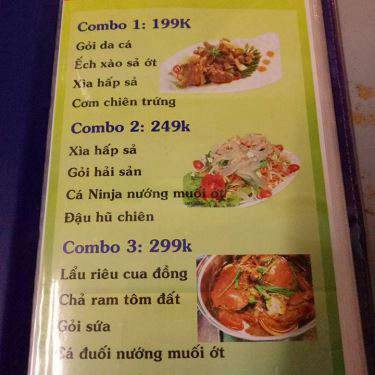 Combo 1: 199K
Gỏi da cá
Ếch xào sả ớt
Xìa hấp sả
Cơm chiên trứng
Combo 2: 249k
Xìa hấp sả
Gỏi hải sản
Cá Ninja nướng muối ớt
Đậu hũ chiên
Combo 3: 299k
Lẩu riêu cua đồng
Chả ram tôm đất
Gỏi sứa
Cá đuối nướng muối ớt